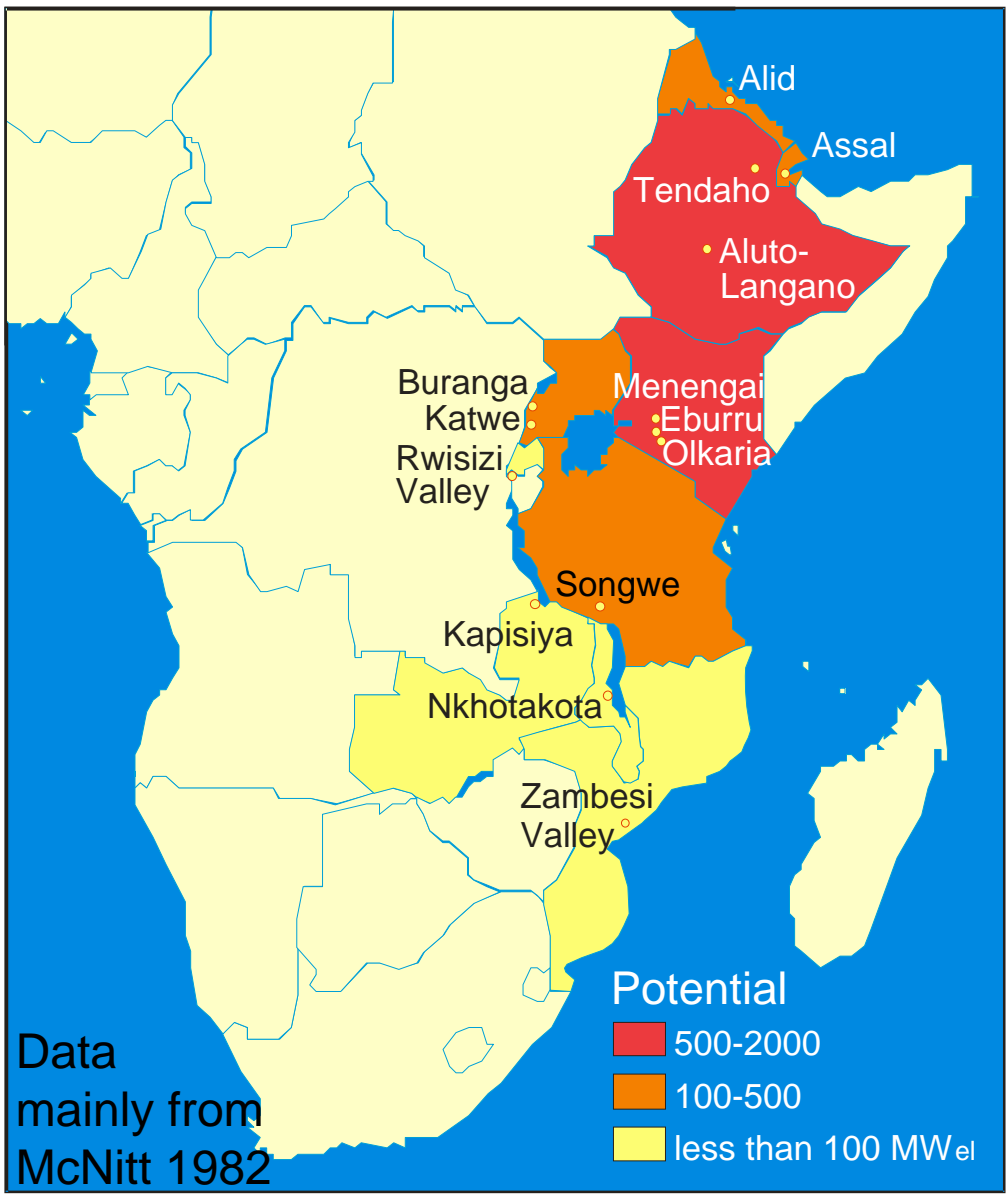 Alid
Assal
Tendaho
Aluto-
Langano
Buranga
Katwe
Menengai
Eburru
Olkaria
Rwisizi
Valley
Songwe
Kapisiya
Nkhotakota
Zambesi
Valley
Potential
500-2000
100-500
less than 100 MWel
Data
mainly from
McNitt 1982